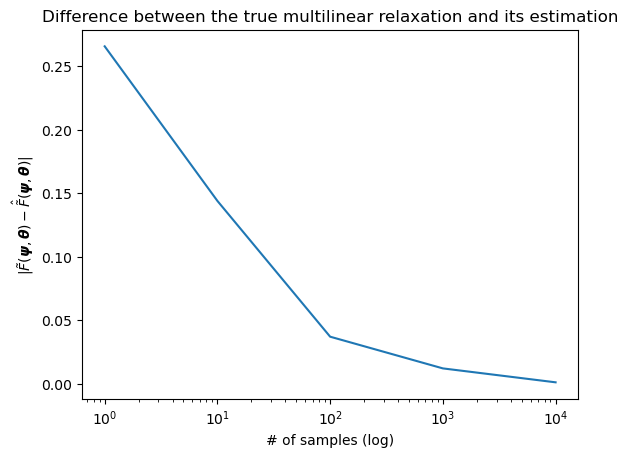 Difference between the true multilinear relaxation and its estimation
|F̃(𝝍, 𝜽) − F̃̂(𝝍, 𝜽)|
0.25
0.20
0.15
0.10
0.05
0.00
10⁰ 10¹ 10² 10³ 10⁴
# of samples (log)